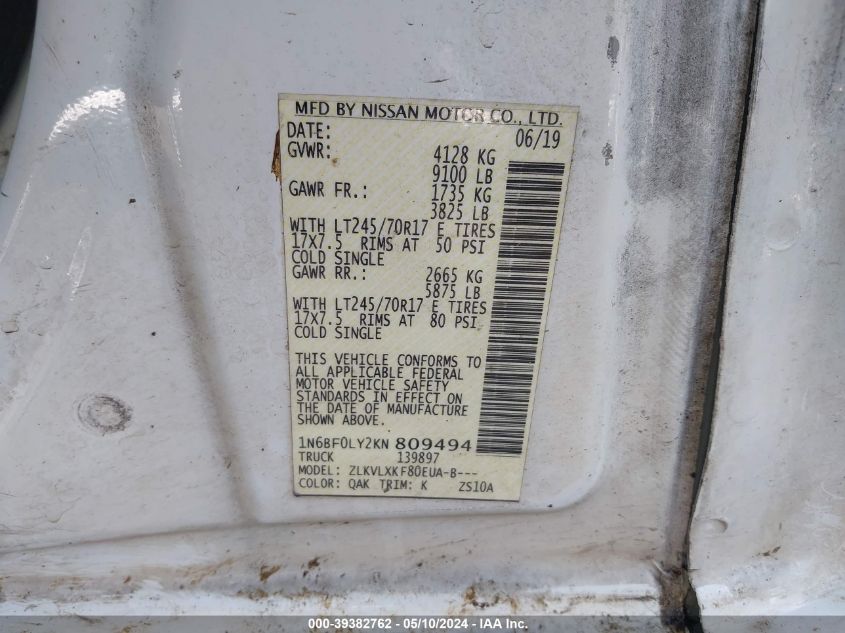 MFD BY NISSAN MOTOR CO., LTD.
DATE: 06/19
GVWR: 4128 KG
9100 LB
GAWR FR.: 1735 KG
3825 LB
WITH LT245/70R17 E TIRES
17X7.5 RIMS AT 50 PSI
COLD SINGLE
GAWR RR.: 2665 KG
5875 LB
WITH LT245/70R17 E TIRES
17X7.5 RIMS AT 80 PSI
COLD SINGLE
THIS VEHICLE CONFORMS TO
ALL APPLICABLE FEDERAL
MOTOR VEHICLE SAFETY
STANDARDS IN EFFECT ON
THE DATE OF MANUFACTURE
SHOWN ABOVE.
1N6BF0LY2KN 809494
TRUCK 139897
MODEL: ZLKVLXKF80EUA-B---
COLOR: QAK TRIM: K ZS10A
000-39382762 - 05/10/2024 - IAA Inc.